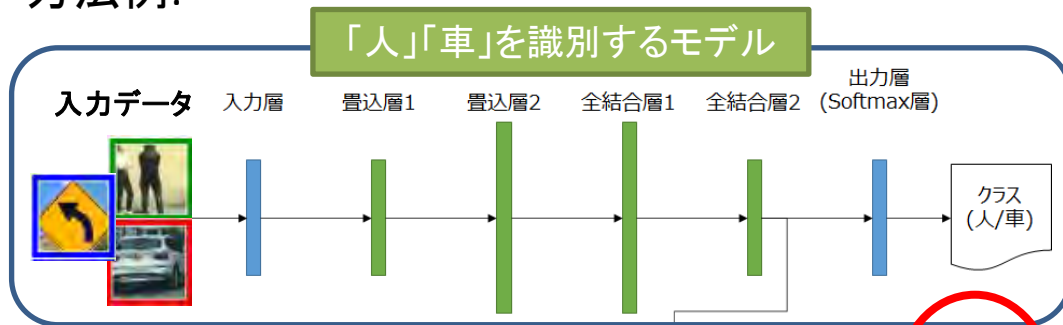 方法例:
「人」「車」を識別するモデル
入力データ
入力層
畳込層1
畳込層2
全結合層1
全結合層2
出力層
(Softmax層)
クラス
(人/車)